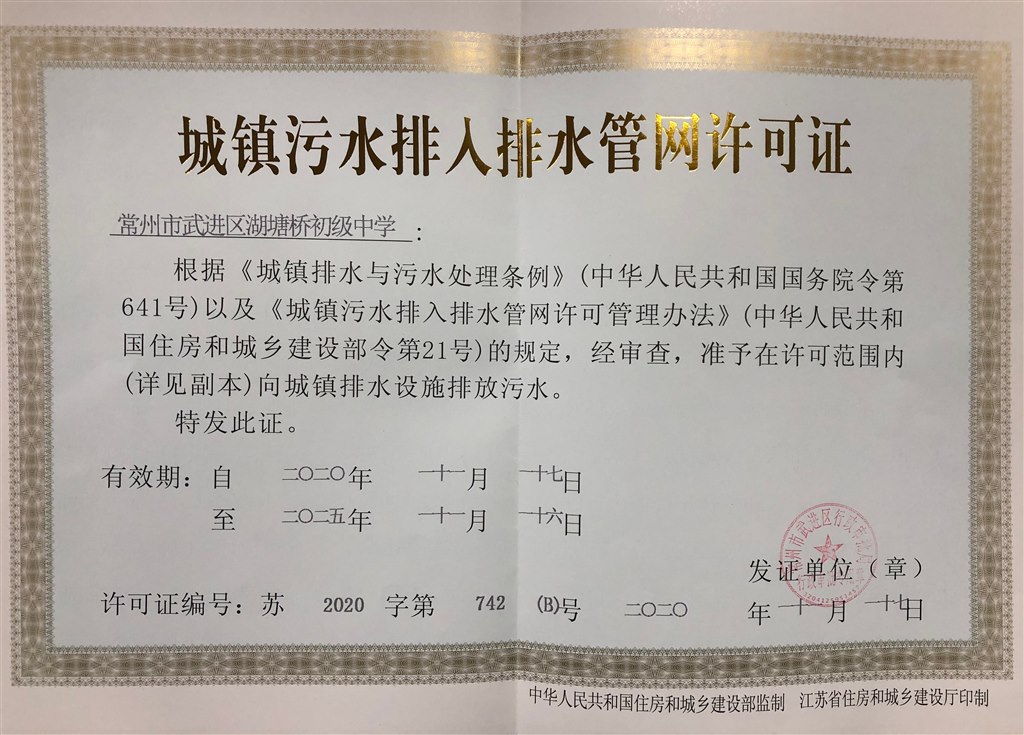 城镇污水排入排水管网许可证
常州市武进区湖塘桥初级中学：
根据《城镇排水与污水处理条例》(中华人民共和国国务院令第
641号)以及《城镇污水排入排水管网许可管理办法》(中华人民共和
国住房和城乡建设部令第21号)的规定，经审查，准予在许可范围内
(详见副本)向城镇排水设施排放污水。
特发此证。
有效期：自 二〇二〇年 十一月 十七日
至 二〇二五年 十一月 十六日
发证单位（章）
许可证编号：苏 2020 字第 742 (B)号 二〇二〇 年 十一 月 十七日
中华人民共和国住房和城乡建设部监制 江苏省住房和城乡建设厅印制